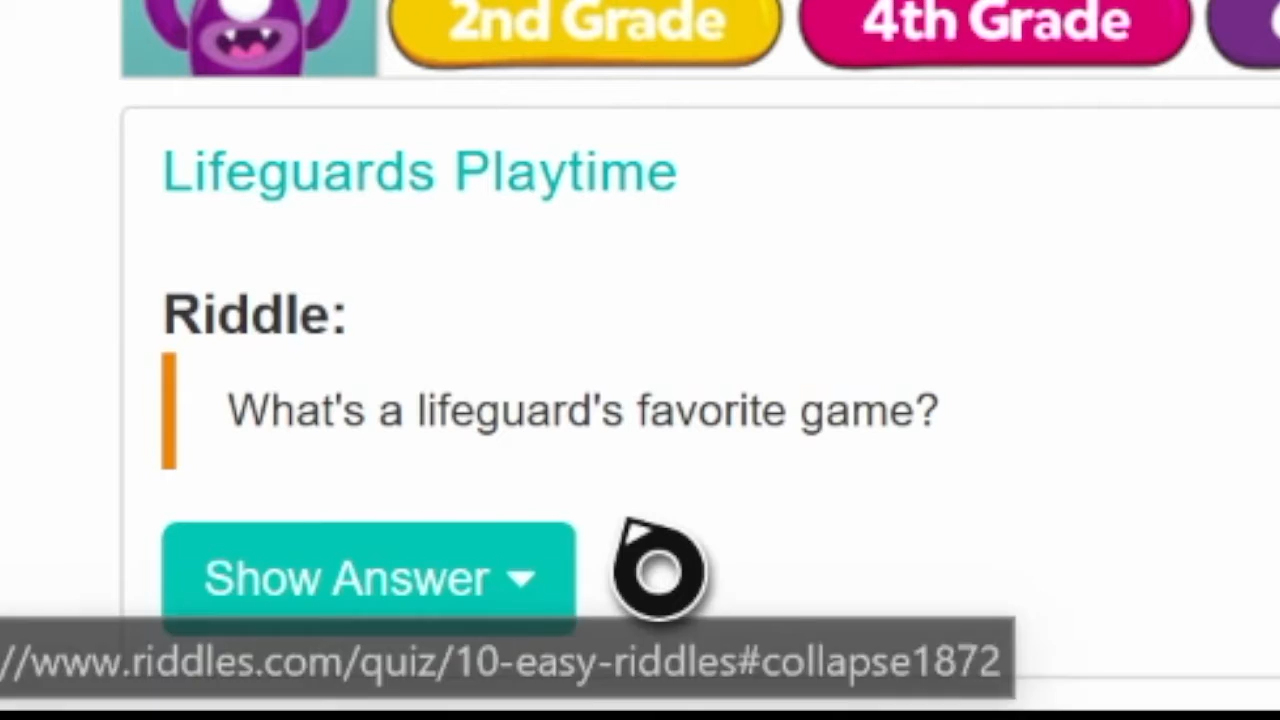 2nd Grade
4th Grade
Lifeguards Playtime
Riddle:
What's a lifeguard's favorite game?
Show Answer
//www.riddles.com/quiz/10-easy-riddles#collapse1872